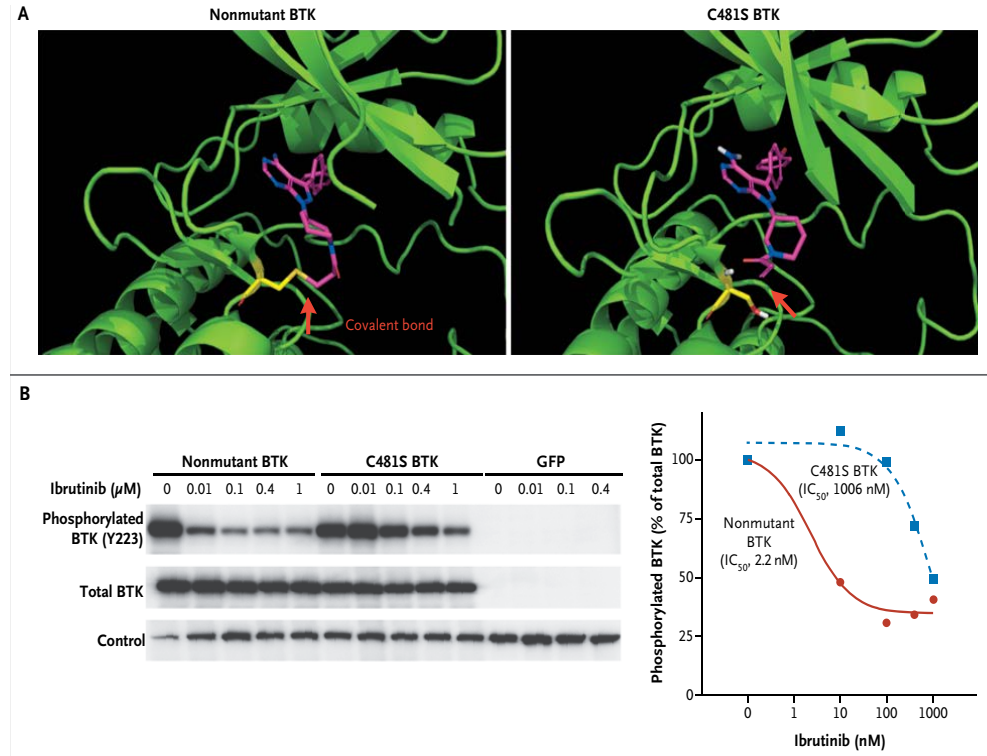 A
Nonmutant BTK
C481S BTK
Covalent bond
B
Nonmutant BTK C481S BTK GFP
Ibrutinib (µM) 0 0.01 0.1 0.4 1 0 0.01 0.1 0.4 1 0 0.01 0.1 0.4
Phosphorylated
BTK (Y223)
Total BTK
Control
Phosphorylated BTK (% of total BTK)
100
75
50
25
0
C481S BTK
(IC50, 1006 nM)
Nonmutant
BTK
(IC50, 2.2 nM)
0 1 10 100 1000
Ibrutinib (nM)